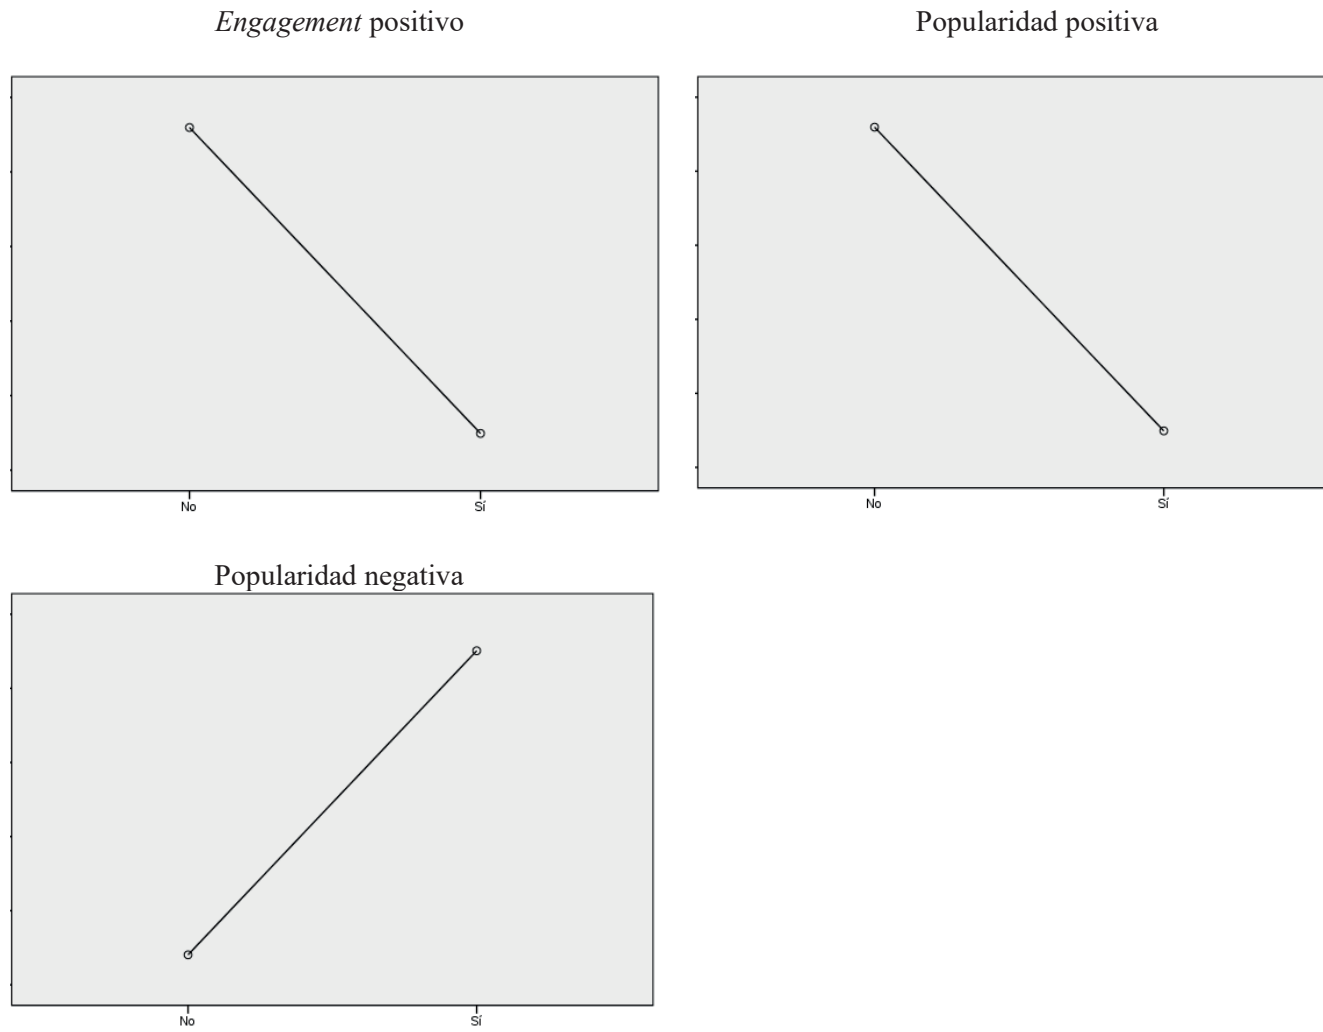 Engagement positivo
Popularidad positiva
No
Sí
No
Sí
Popularidad negativa
No
Sí